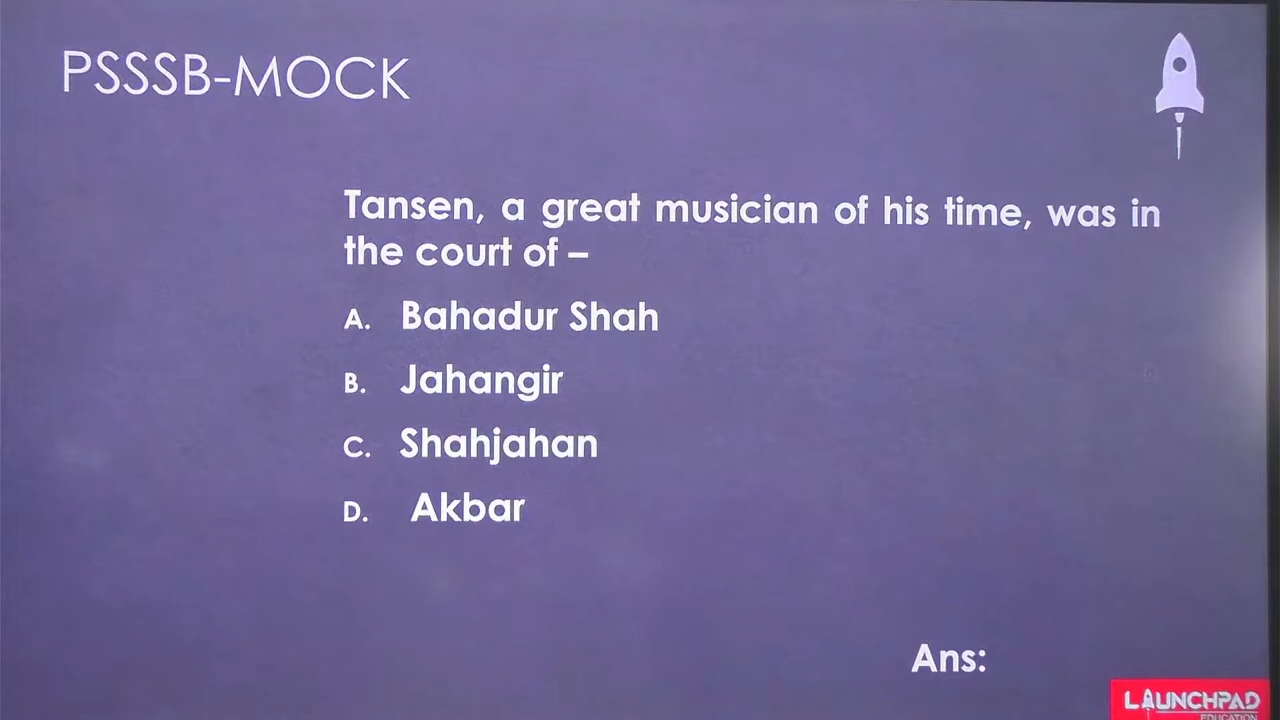 PSSSB-MOCK
Tansen, a great musician of his time, was in
the court of –
A. Bahadur Shah
B. Jahangir
C. Shahjahan
D. Akbar
Ans:
LAUNCHPAD
EDUCATION